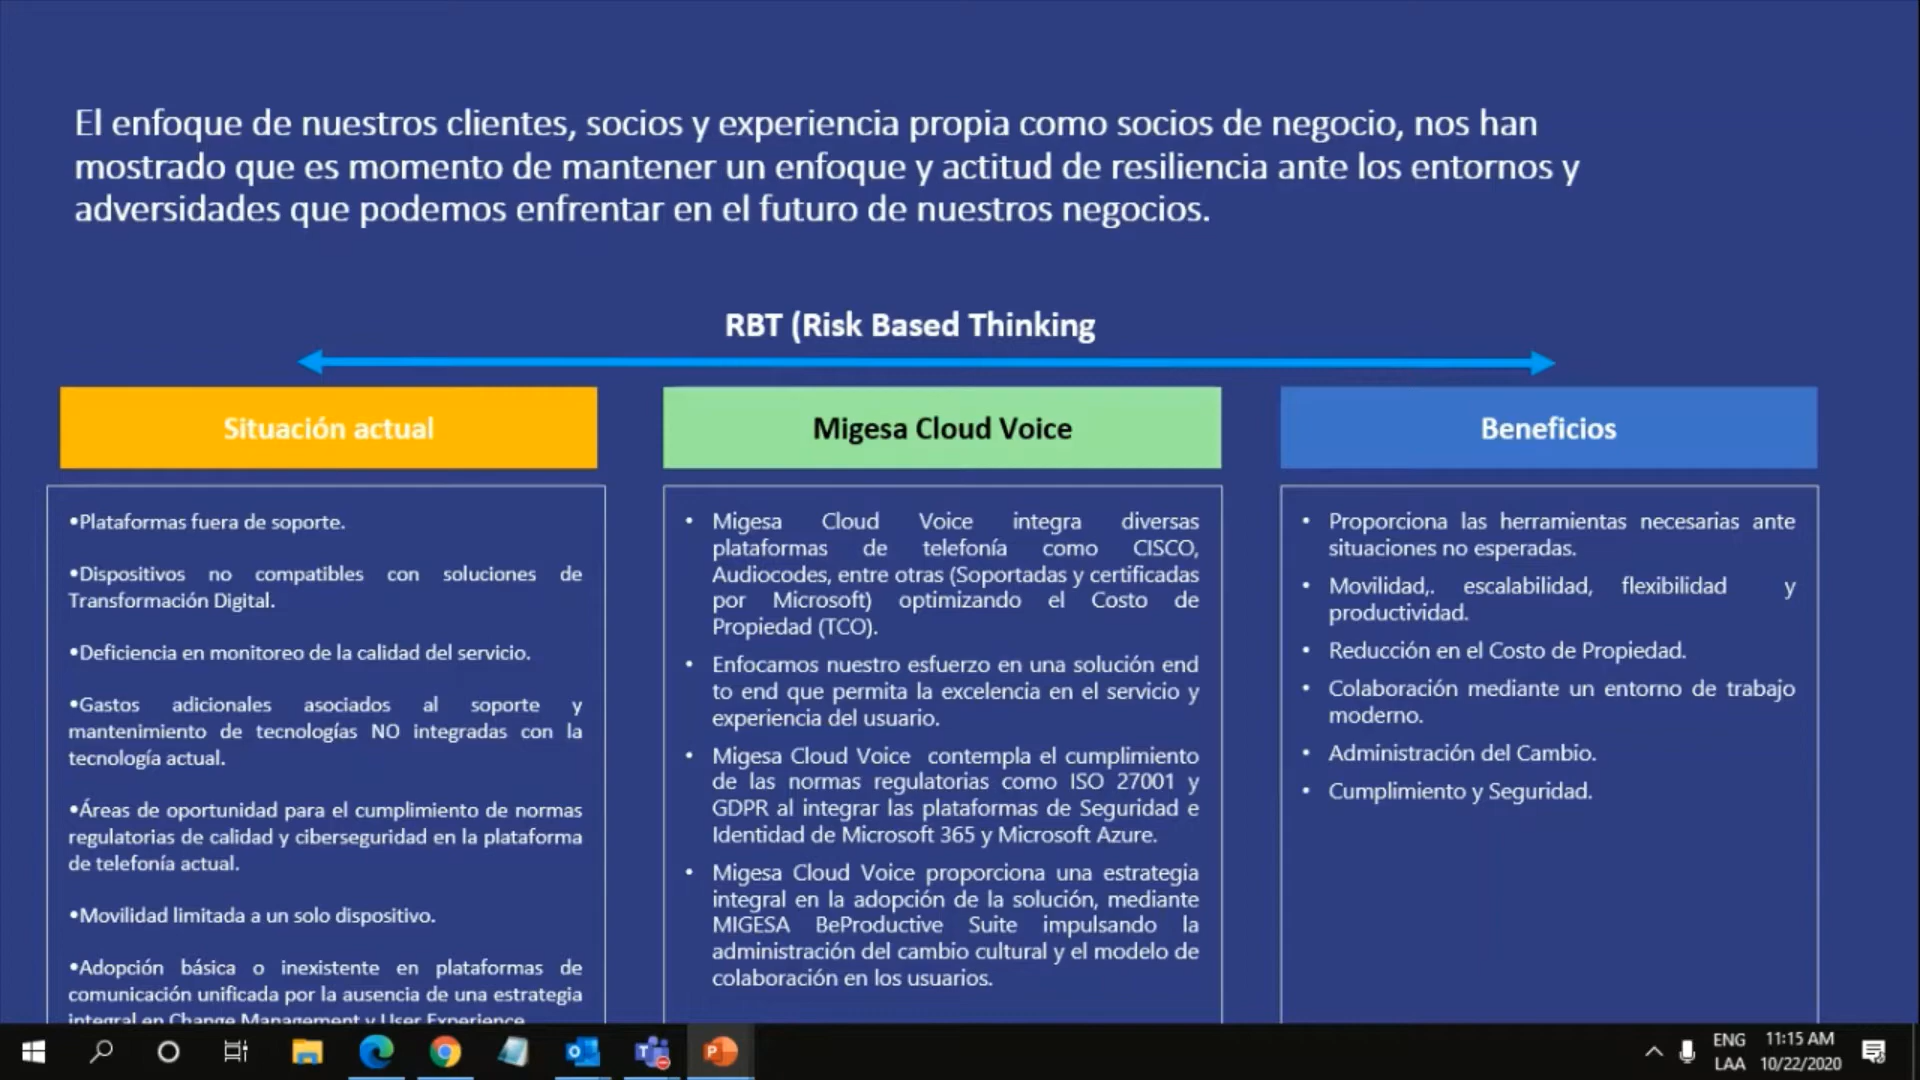 El enfoque de nuestros clientes, socios y experiencia propia como socios de negocio, nos han
mostrado que es momento de mantener un enfoque y actitud de resiliencia ante los entornos y
adversidades que podemos enfrentar en el futuro de nuestros negocios.
RBT (Risk Based Thinking
Situación actual
•Plataformas fuera de soporte.
•Dispositivos no compatibles con soluciones de
Transformación Digital.
•Deficiencia en monitoreo de la calidad del servicio.
•Gastos adicionales asociados al soporte y
mantenimiento de tecnologías NO integradas con la
tecnología actual.
•Áreas de oportunidad para el cumplimiento de normas
regulatorias de calidad y ciberseguridad en la plataforma
de telefonía actual.
•Movilidad limitada a un solo dispositivo.
•Adopción básica o inexistente en plataformas de
comunicación unificada por la ausencia de una estrategia
integral en Change Management y User Experience
Migesa Cloud Voice
• Migesa Cloud Voice integra diversas
plataformas de telefonía como CISCO,
Audiocodes, entre otras (Soportadas y certificadas
por Microsoft) optimizando el Costo de
Propiedad (TCO).
• Enfocamos nuestro esfuerzo en una solución end
to end que permita la excelencia en el servicio y
experiencia del usuario.
• Migesa Cloud Voice contempla el cumplimiento
de las normas regulatorias como ISO 27001 y
GDPR al integrar las plataformas de Seguridad e
Identidad de Microsoft 365 y Microsoft Azure.
• Migesa Cloud Voice proporciona una estrategia
integral en la adopción de la solución, mediante
MIGESA BeProductive Suite impulsando la
administración del cambio cultural y el modelo de
colaboración en los usuarios.
Beneficios
• Proporciona las herramientas necesarias ante
situaciones no esperadas.
• Movilidad,. escalabilidad, flexibilidad y
productividad.
• Reducción en el Costo de Propiedad.
• Colaboración mediante un entorno de trabajo
moderno.
• Administración del Cambio.
• Cumplimiento y Seguridad.
ENG 11:15 AM
LAA 10/22/2020